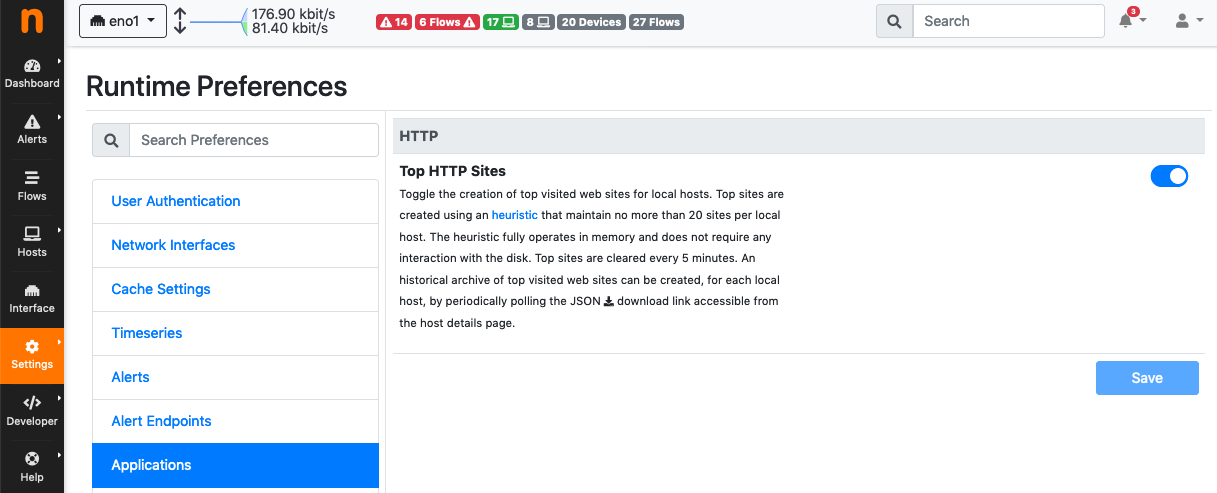 n
eno1
176.90 kbit/s
81.40 kbit/s
14
6 Flows
17
8
20 Devices
27 Flows
Search
3
Dashboard
Alerts
Flows
Hosts
Interface
Settings
Developer
Help
Runtime Preferences
Search Preferences
User Authentication
Network Interfaces
Cache Settings
Timeseries
Alerts
Alert Endpoints
Applications
HTTP
Top HTTP Sites
Toggle the creation of top visited web sites for local hosts. Top sites are
created using an heuristic that maintain no more than 20 sites per local
host. The heuristic fully operates in memory and does not require any
interaction with the disk. Top sites are cleared every 5 minutes. An
historical archive of top visited web sites can be created, for each local
host, by periodically polling the JSON download link accessible from
the host details page.
Save